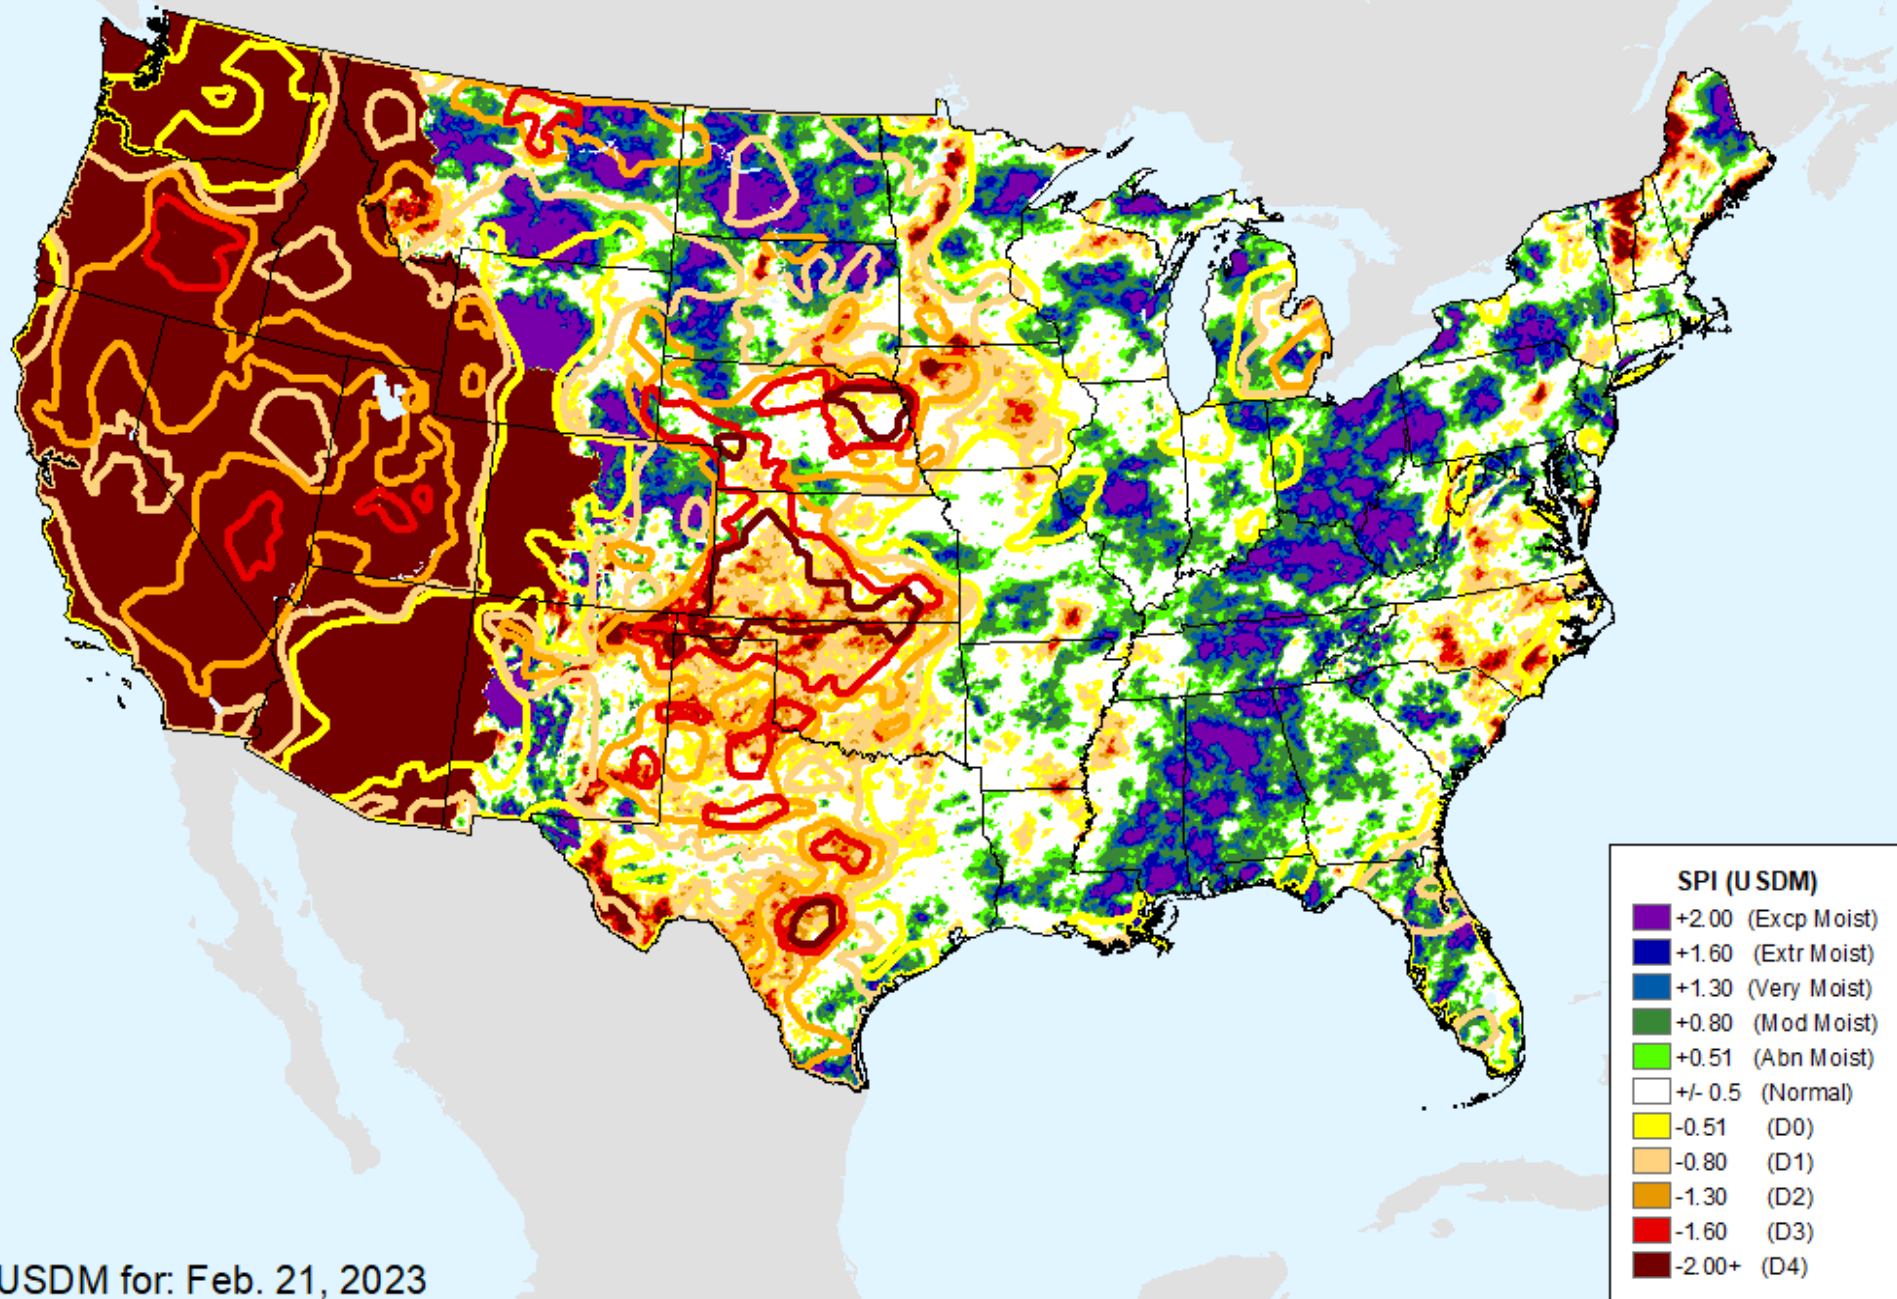 SPI (USDM)
+2.00 (Excp Moist)
+1.60 (Extr Moist)
+1.30 (Very Moist)
+0.80 (Mod Moist)
+0.51 (Abn Moist)
+/- 0.5 (Normal)
-0.51 (D0)
-0.80 (D1)
-1.30 (D2)
-1.60 (D3)
-2.00+ (D4)
USDM for: Feb. 21, 2023